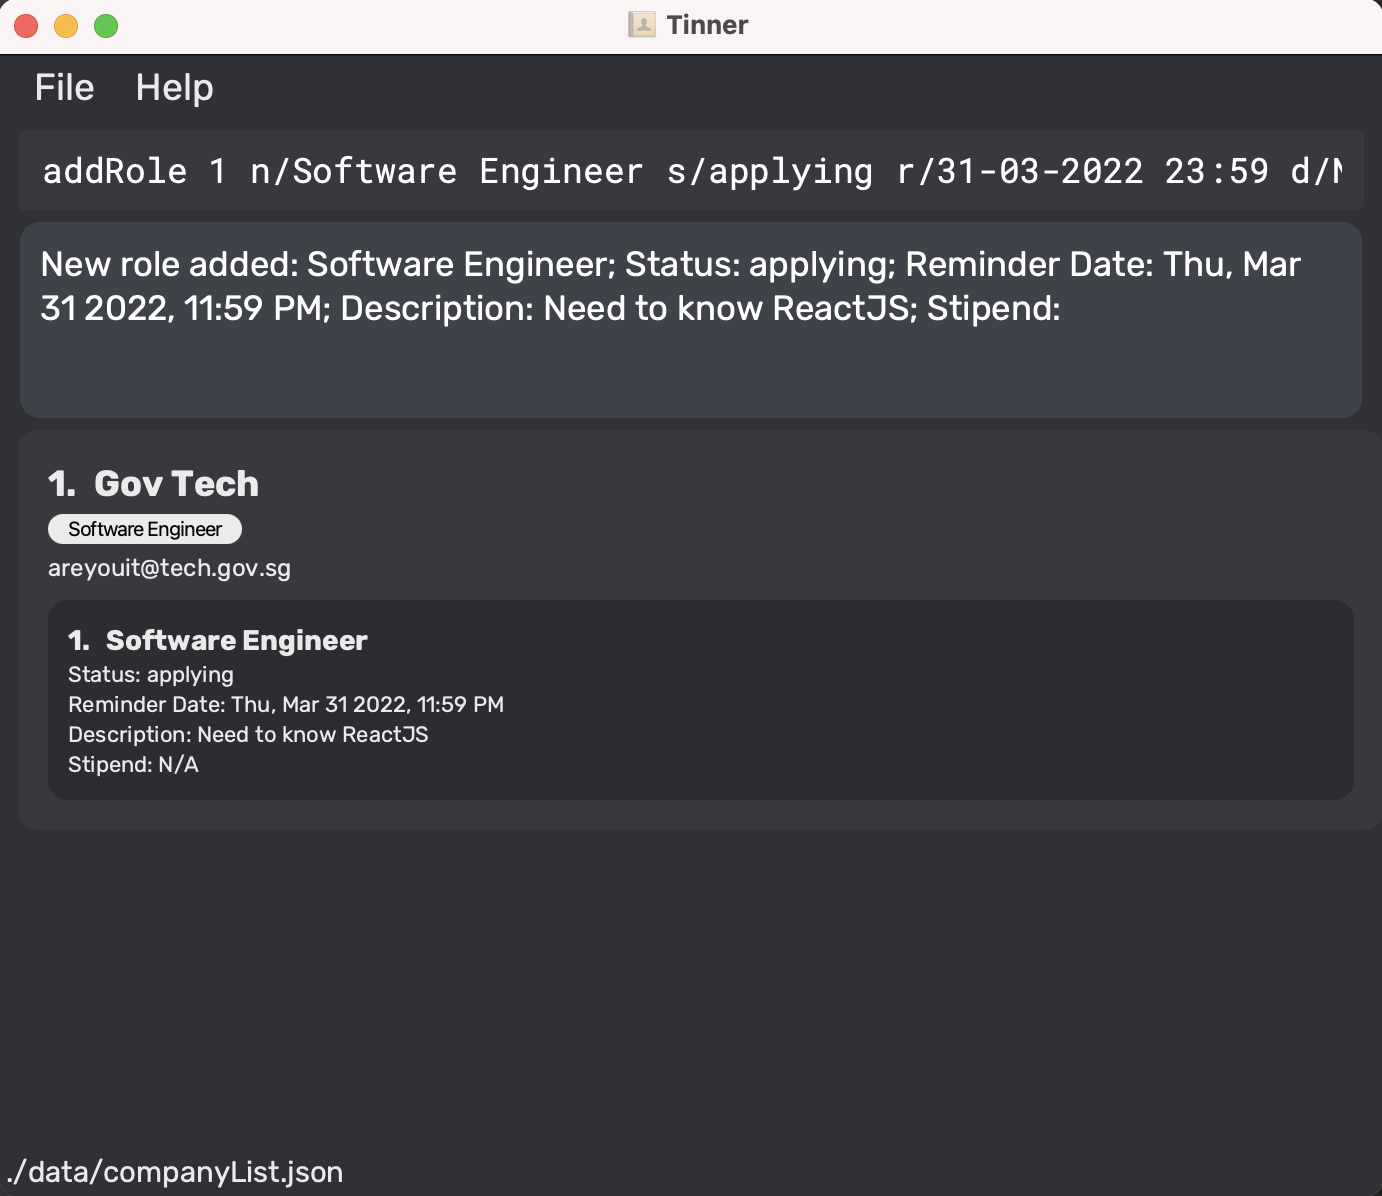 Tinner
File Help
addRole 1 n/Software Engineer s/applying r/31-03-2022 23:59 d/
New role added: Software Engineer; Status: applying; Reminder Date: Thu, Mar
31 2022, 11:59 PM; Description: Need to know ReactJS; Stipend:
1. Gov Tech
Software Engineer
areyouit@tech.gov.sg
1. Software Engineer
Status: applying
Reminder Date: Thu, Mar 31 2022, 11:59 PM
Description: Need to know ReactJS
Stipend: N/A
./data/companyList.json